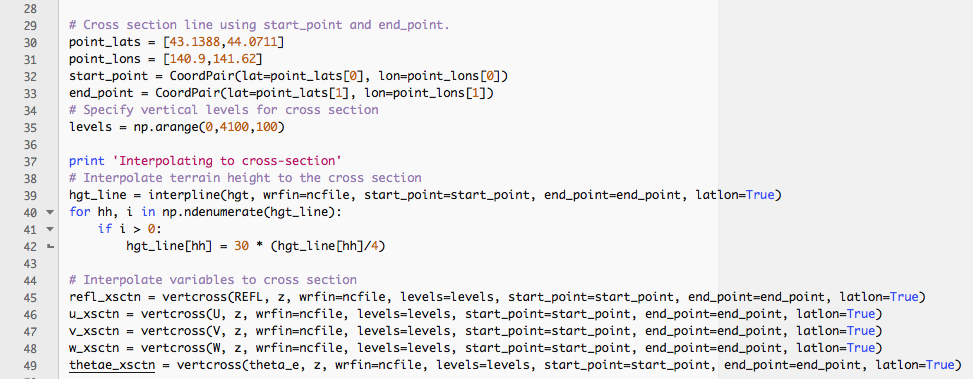 28
29 # Cross section line using start_point and end_point.
30 point_lats = [43.1388,44.0711]
31 point_lons = [140.9,141.62]
32 start_point = CoordPair(lat=point_lats[0], lon=point_lons[0])
33 end_point = CoordPair(lat=point_lats[1], lon=point_lons[1])
34 # Specify vertical levels for cross section
35 levels = np.arange(0,4100,100)
36
37 print 'Interpolating to cross-section'
38 # Interpolate terrain height to the cross section
39 hgt_line = interpline(hgt, wrfin=ncfile, start_point=start_point, end_point=end_point, latlon=True)
40 for hh, i in np.ndenumerate(hgt_line):
41     if i > 0:
42         hgt_line[hh] = 30 * (hgt_line[hh]/4)
43
44 # Interpolate variables to cross section
45 refl_xsctn = vertcross(REFL, z, wrfin=ncfile, levels=levels, start_point=start_point, end_point=end_point, latlon=True)
46 u_xsctn = vertcross(U, z, wrfin=ncfile, levels=levels, start_point=start_point, end_point=end_point, latlon=True)
47 v_xsctn = vertcross(V, z, wrfin=ncfile, levels=levels, start_point=start_point, end_point=end_point, latlon=True)
48 w_xsctn = vertcross(W, z, wrfin=ncfile, levels=levels, start_point=start_point, end_point=end_point, latlon=True)
49 thetae_xsctn = vertcross(theta_e, z, wrfin=ncfile, levels=levels, start_point=start_point, end_point=end_point, latlon=True)